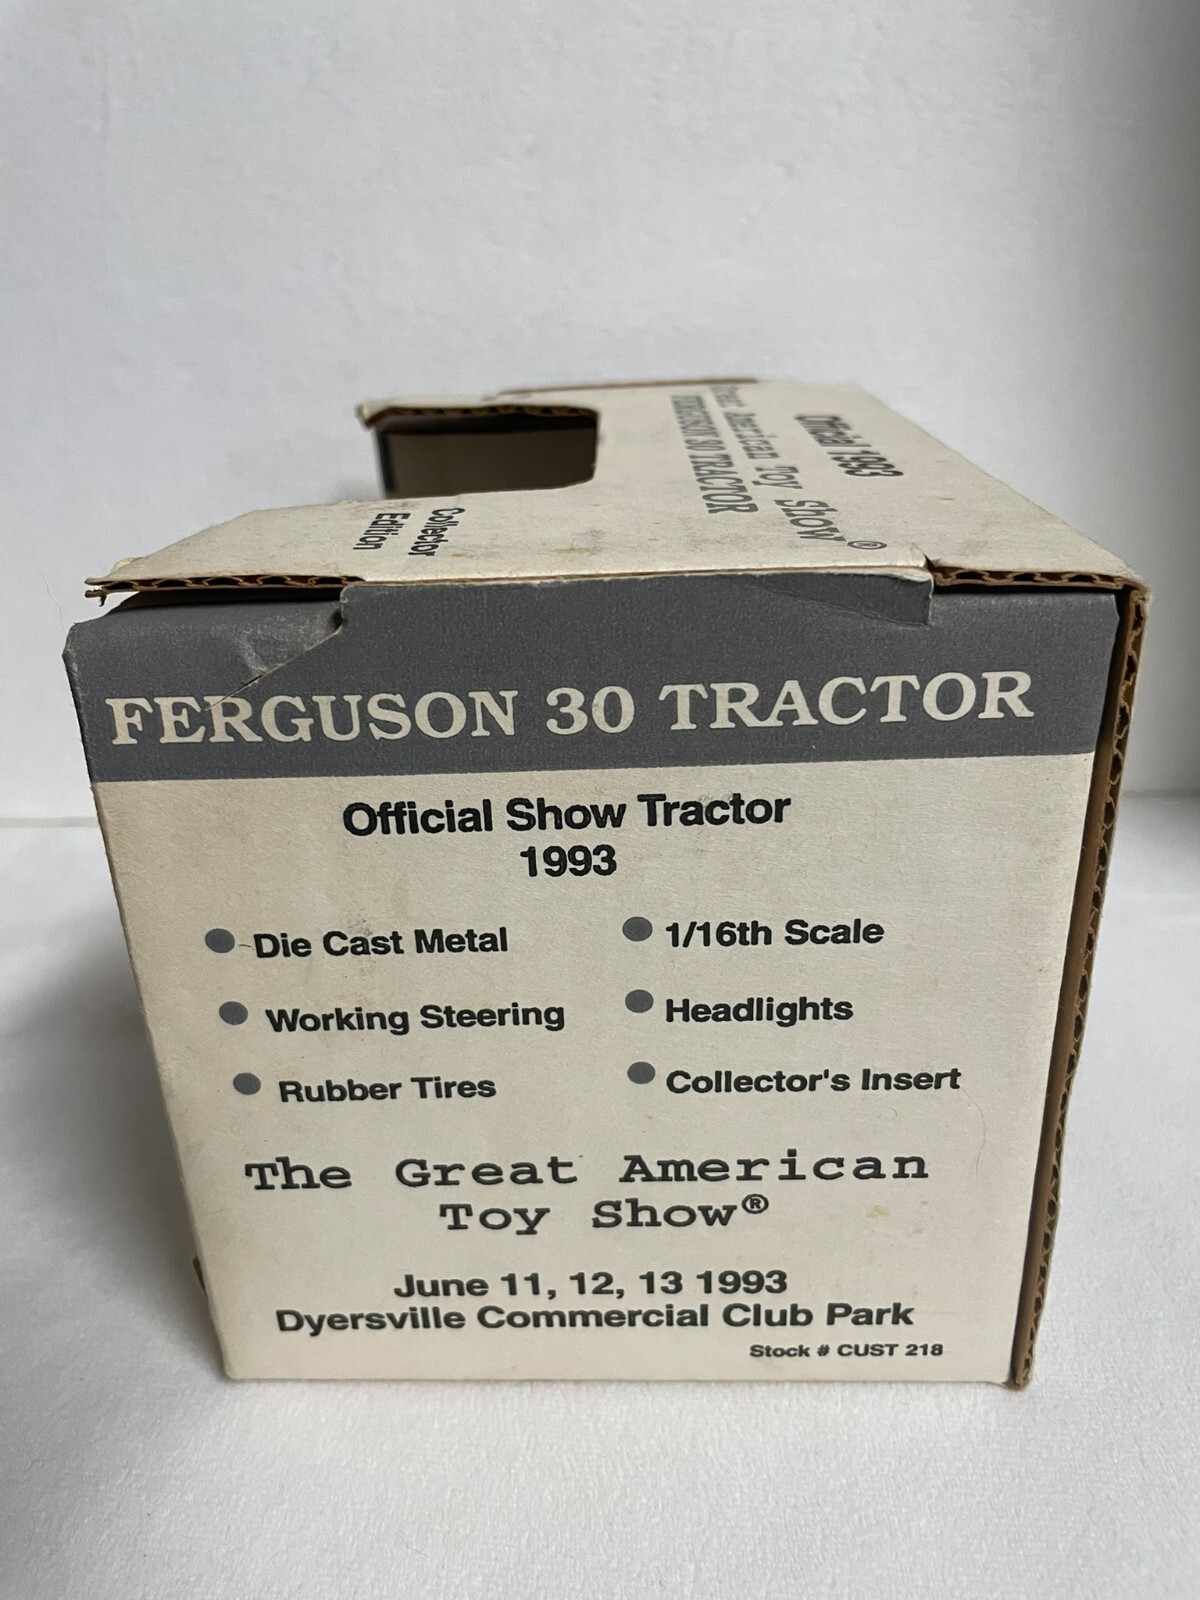 Official 1993
Great American Toy Show®
FERGUSON 30 TRACTOR
Collector
Edition
FERGUSON 30 TRACTOR
Official Show Tractor
1993
Die Cast Metal
1/16th Scale
Working Steering
Headlights
Rubber Tires
Collector's Insert
The Great American
Toy Show®
June 11, 12, 13 1993
Dyersville Commercial Club Park
Stock # CUST 218